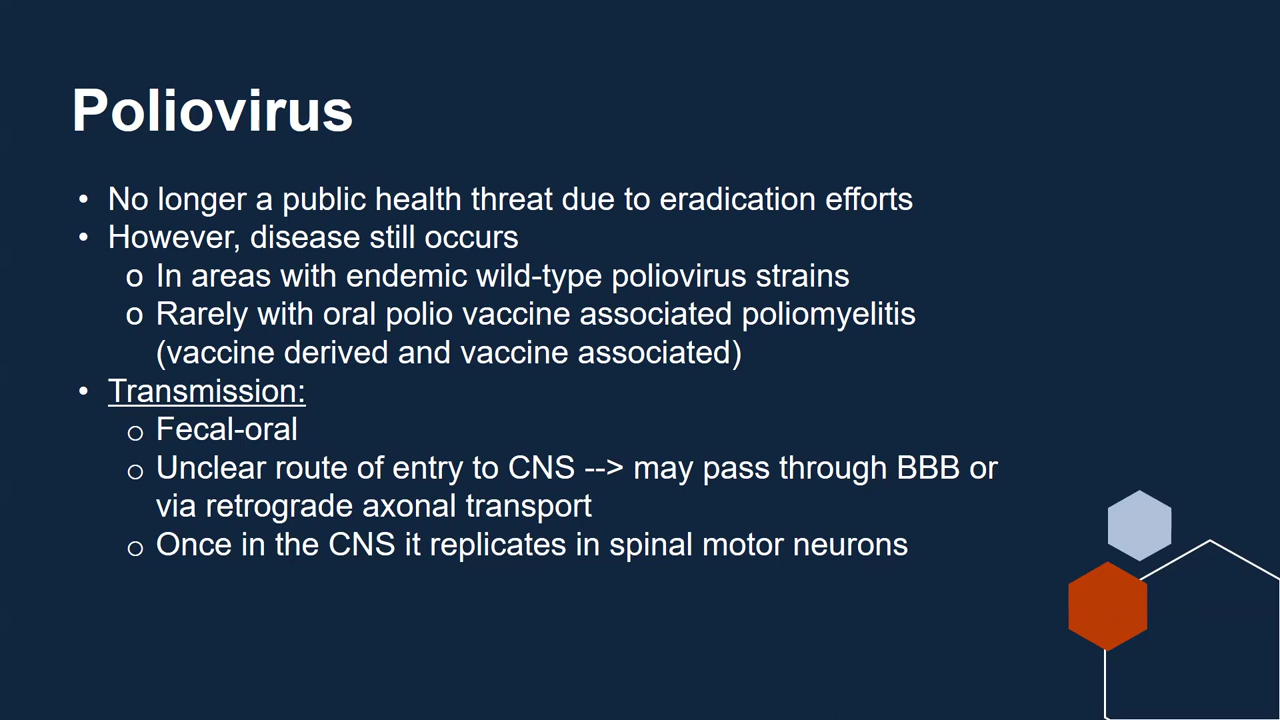 Poliovirus
• No longer a public health threat due to eradication efforts
• However, disease still occurs
o In areas with endemic wild-type poliovirus strains
o Rarely with oral polio vaccine associated poliomyelitis
(vaccine derived and vaccine associated)
• Transmission:
o Fecal-oral
o Unclear route of entry to CNS --> may pass through BBB or
via retrograde axonal transport
o Once in the CNS it replicates in spinal motor neurons